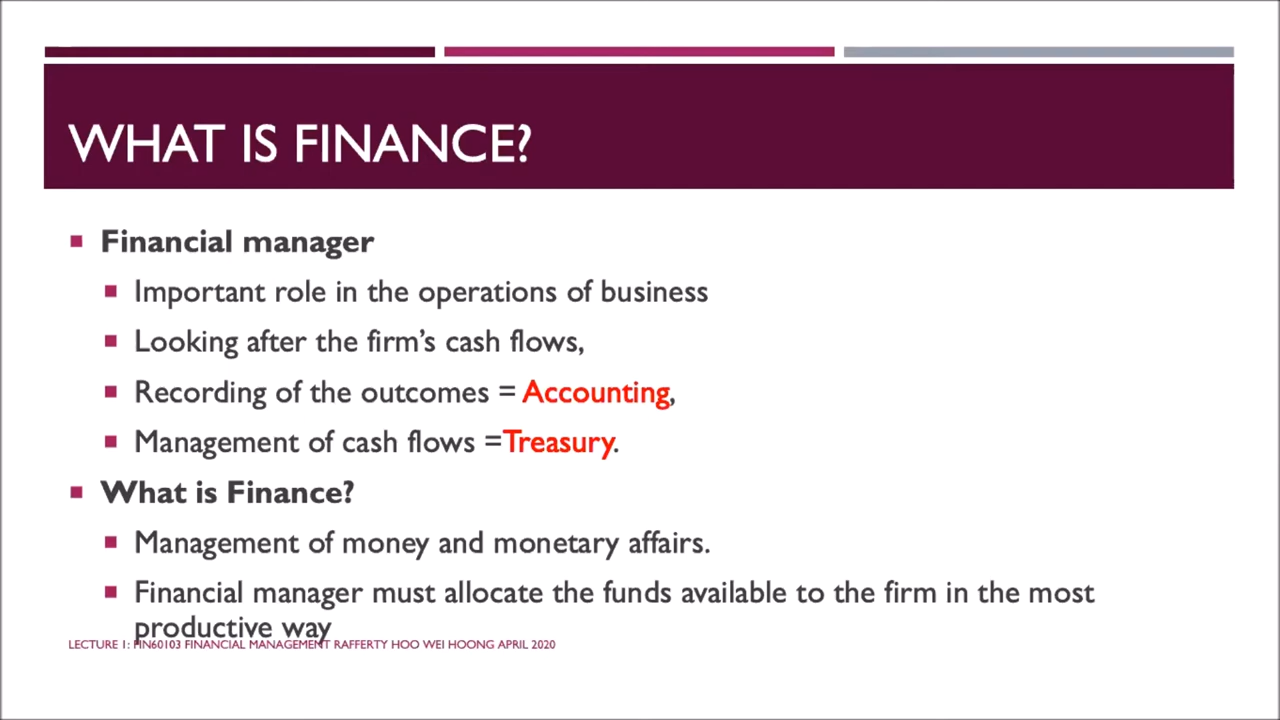 WHAT IS FINANCE?
Financial manager
Important role in the operations of business
Looking after the firm’s cash flows,
Recording of the outcomes = Accounting,
Management of cash flows =Treasury.
What is Finance?
Management of money and monetary affairs.
Financial manager must allocate the funds available to the firm in the most
productive way
LECTURE 1: FIN60103 FINANCIAL MANAGEMENT RAFFERTY HOO WEI HOONG APRIL 2020